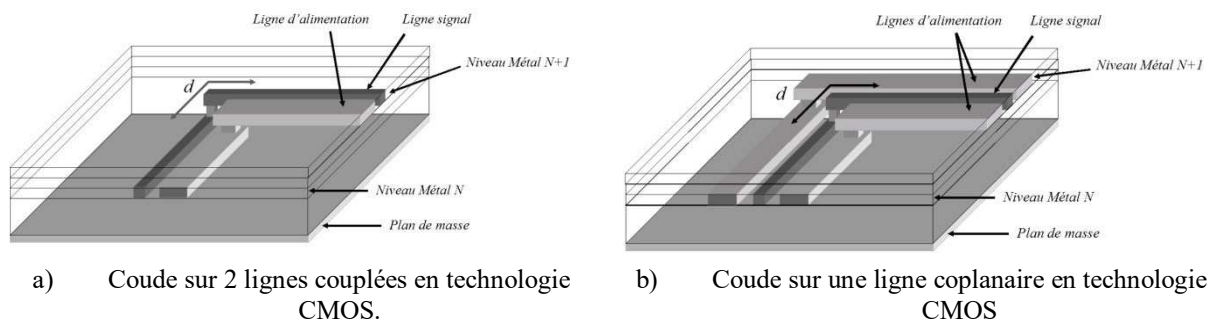 Ligne d'alimentation
Ligne signal
Niveau Métal N+1
d
Niveau Métal N
Plan de masse
a) Coude sur 2 lignes couplées en technologie
CMOS.
Lignes d'alimentation
Ligne signal
Niveau Métal N+1
d
Niveau Métal N
Plan de masse
b) Coude sur une ligne coplanaire en technologie
CMOS